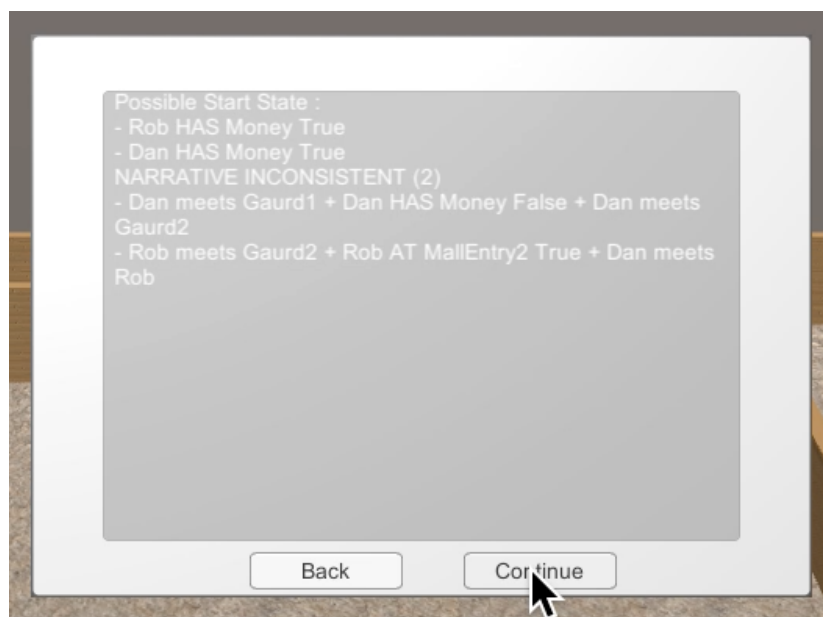 Possible Start State :
- Rob HAS Money True
- Dan HAS Money True
NARRATIVE INCONSISTENT (2)
- Dan meets Gaurd1 + Dan HAS Money False + Dan meets
Gaurd2
- Rob meets Gaurd2 + Rob AT MallEntry2 True + Dan meets
Rob
Back
Continue